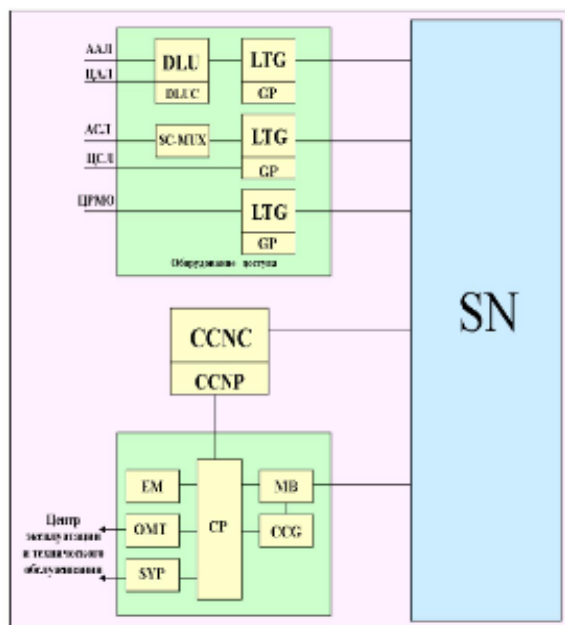 ААЛ
DLU
LTG
ЦАЛ
DLUC
GP
АСЛ
SC-MUX
LTG
ЦСЛ
GP
ЦРМО
LTG
GP
Оборудование доступа
SN
CCNC
CCNP
EM
CP
MB
OMT
CCG
SYP
Центр
эксплуатации
и технического
обслуживания